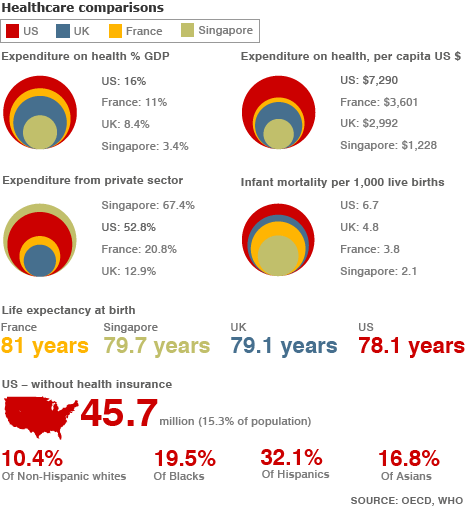 Healthcare comparisons
US UK France Singapore
Expenditure on health % GDP
US: 16%
France: 11%
UK: 8.4%
Singapore: 3.4%
Expenditure on health, per capita US $
US: $7,290
France: $3,601
UK: $2,992
Singapore: $1,228
Expenditure from private sector
Singapore: 67.4%
US: 52.8%
France: 20.8%
UK: 12.9%
Infant mortality per 1,000 live births
US: 6.7
UK: 4.8
France: 3.8
Singapore: 2.1
Life expectancy at birth
France
81 years
Singapore
79.7 years
UK
79.1 years
US
78.1 years
US – without health insurance
45.7 million (15.3% of population)
10.4%
Of Non-Hispanic whites
19.5%
Of Blacks
32.1%
Of Hispanics
16.8%
Of Asians
SOURCE: OECD, WHO